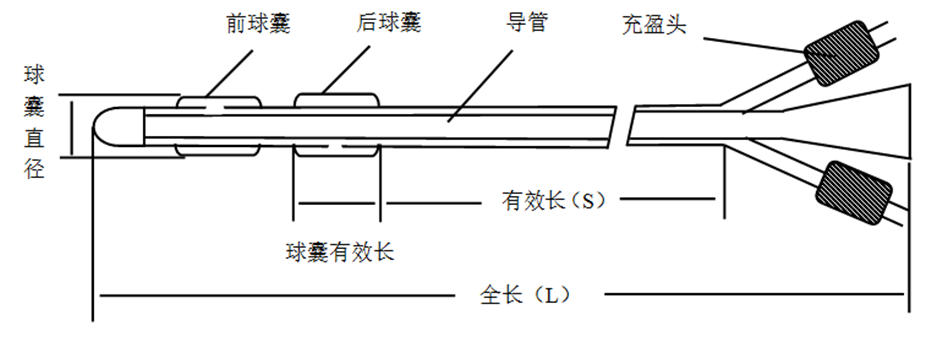 前球囊
后球囊
导管
充盈头
球囊直径
有效长（S）
球囊有效长
全长（L）